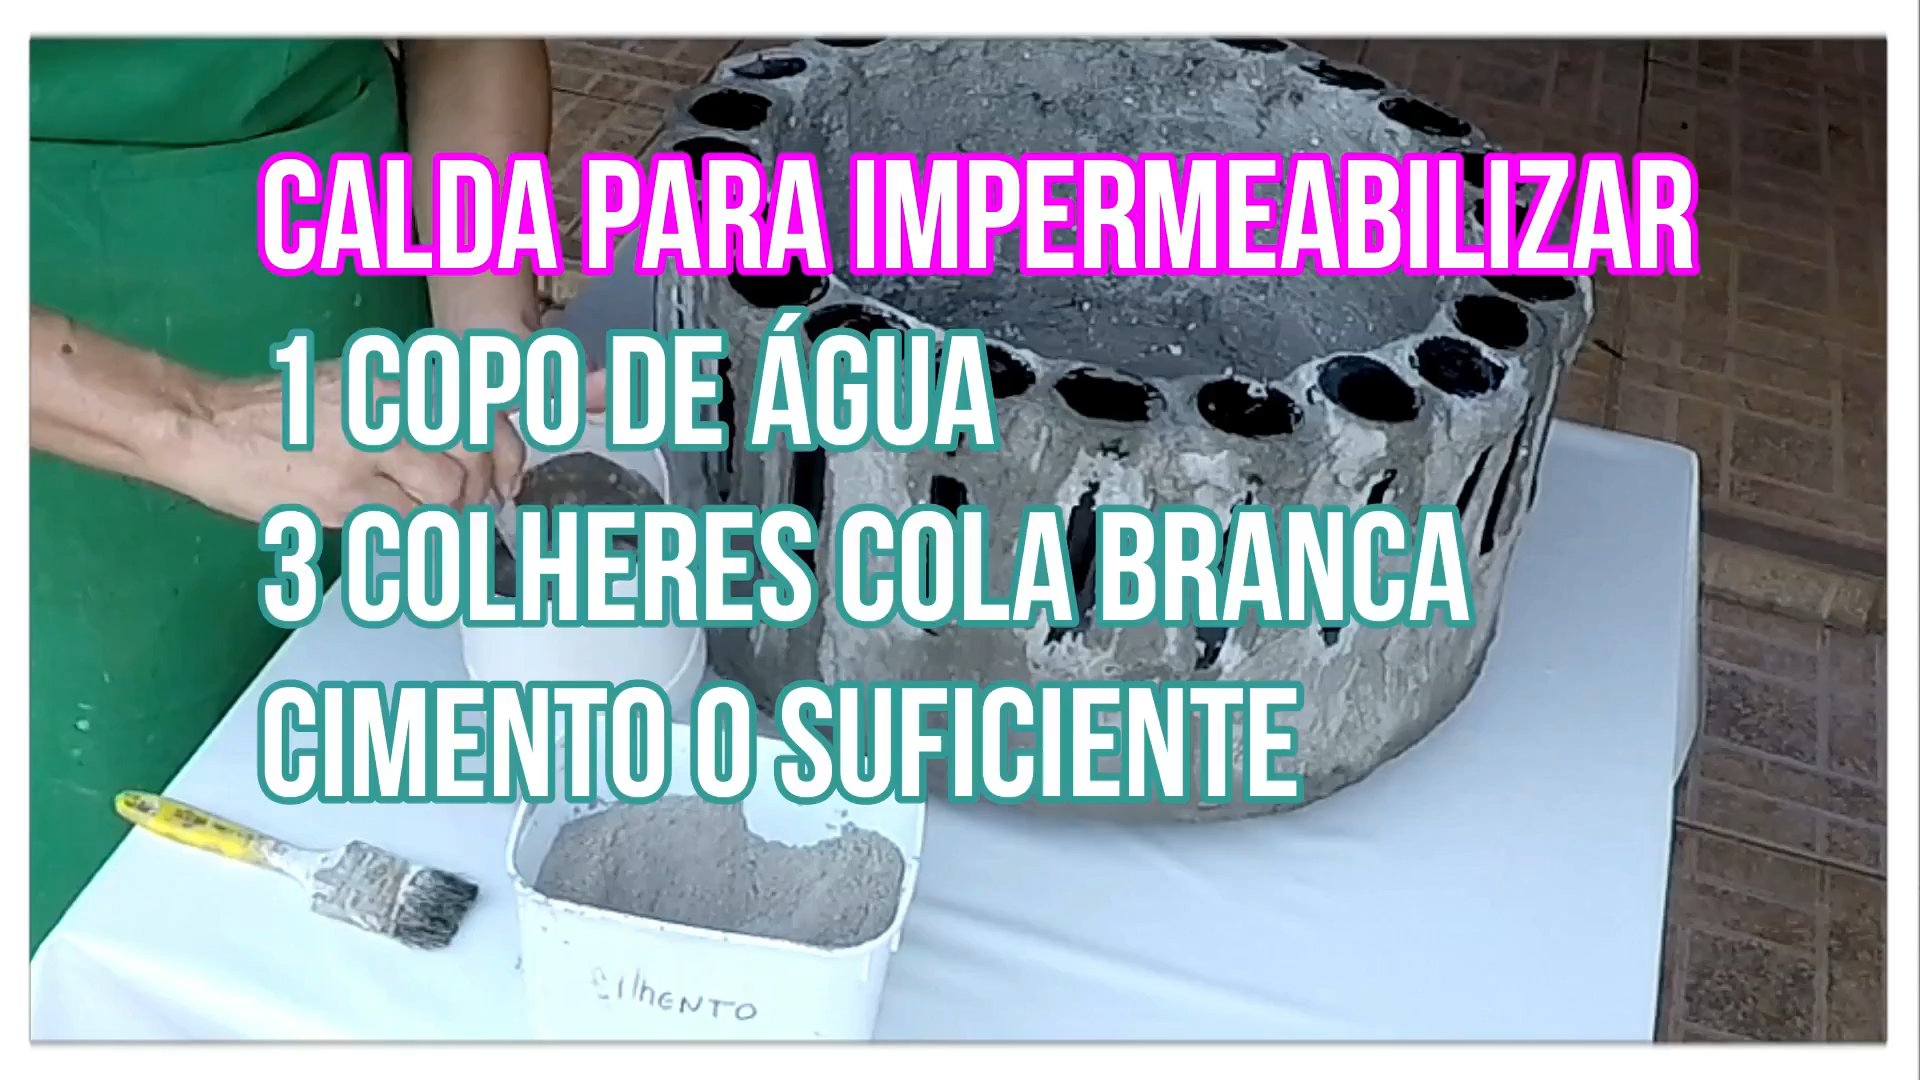 CALDA PARA IMPERMEABILIZAR
1 COPO DE ÁGUA
3 COLHERES COLA BRANCA
CIMENTO O SUFICIENTE
CIMENTO